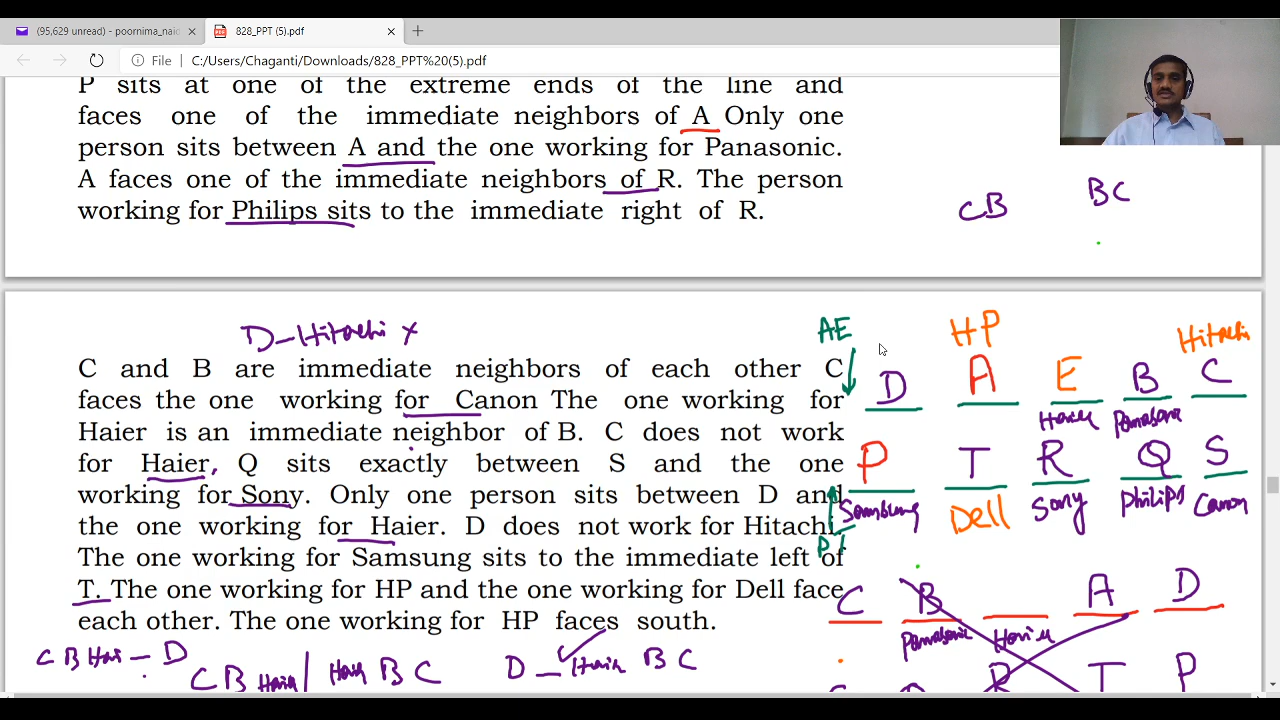 (95,629 unread) - poornima_naid
828_PPT (5).pdf
File
C:/Users/Chaganti/Downloads/828_PPT%20(5).pdf
P sits at one of the extreme ends of the line and
faces one of the immediate neighbors of A Only one
person sits between A and the one working for Panasonic.
A faces one of the immediate neighbors of R. The person
working for Philips sits to the immediate right of R.
CB
BC
D-Hitachi x
C and B are immediate neighbors of each other C
faces the one working for Canon The one working for
Haier is an immediate neighbor of B. C does not work
for Haier, Q sits exactly between S and the one
working for Sony. Only one person sits between D and
the one working for Haier. D does not work for Hitachi.
The one working for Samsung sits to the immediate left of
T. The one working for HP and the one working for Dell face
each other. The one working for HP faces south.
AE
HP
Hitachi
D A E B C
Panasonic
P T R Q S
Samsung Dell Sony Philips Canon
C B A D
Panasonic
R T P
C B Hai - D
C B Haier
B C
D - Haier B C